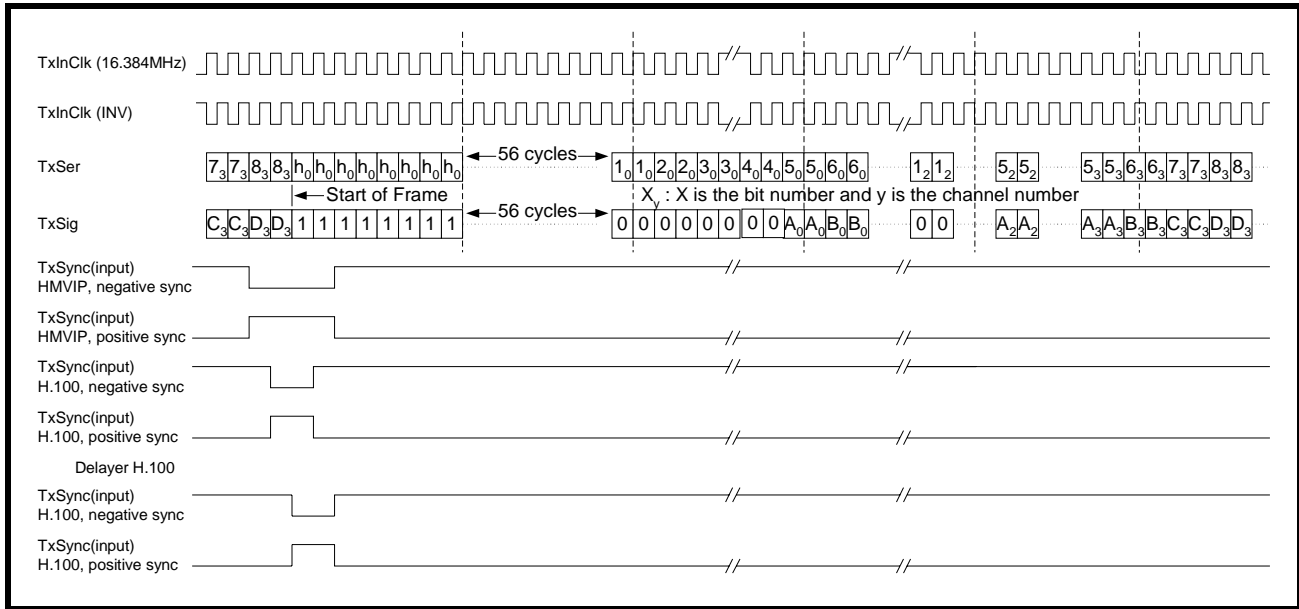 TxInClk (16.384MHz)
TxInClk (INV)
TxSer 7₃ 7₃ 8₃ 8₃ h₀ h₀ h₀ h₀ h₀ h₀ h₀ h₀ 56 cycles 1₀ 1₀ 2₀ 2₀ 3₀ 3₀ 4₀ 4₀ 5₀ 5₀ 6₀ 6₀ 1₂ 1₂ 5₂ 5₂ 5₃ 5₃ 6₃ 6₃ 7₃ 7₃ 8₃ 8₃
Start of Frame X_y : X is the bit number and y is the channel number
TxSig C₃ C₃ D₃ D₃ 1 1 1 1 1 1 1 1 56 cycles 0 0 0 0 0 0 0 0 A₀ A₀ B₀ B₀ 0 0 A₂ A₂ A₃ A₃ B₃ B₃ C₃ C₃ D₃ D₃
TxSync(input)
HMVIP, negative sync
TxSync(input)
HMVIP, positive sync
TxSync(input)
H.100, negative sync
TxSync(input)
H.100, positive sync
Delayer H.100
TxSync(input)
H.100, negative sync
TxSync(input)
H.100, positive sync